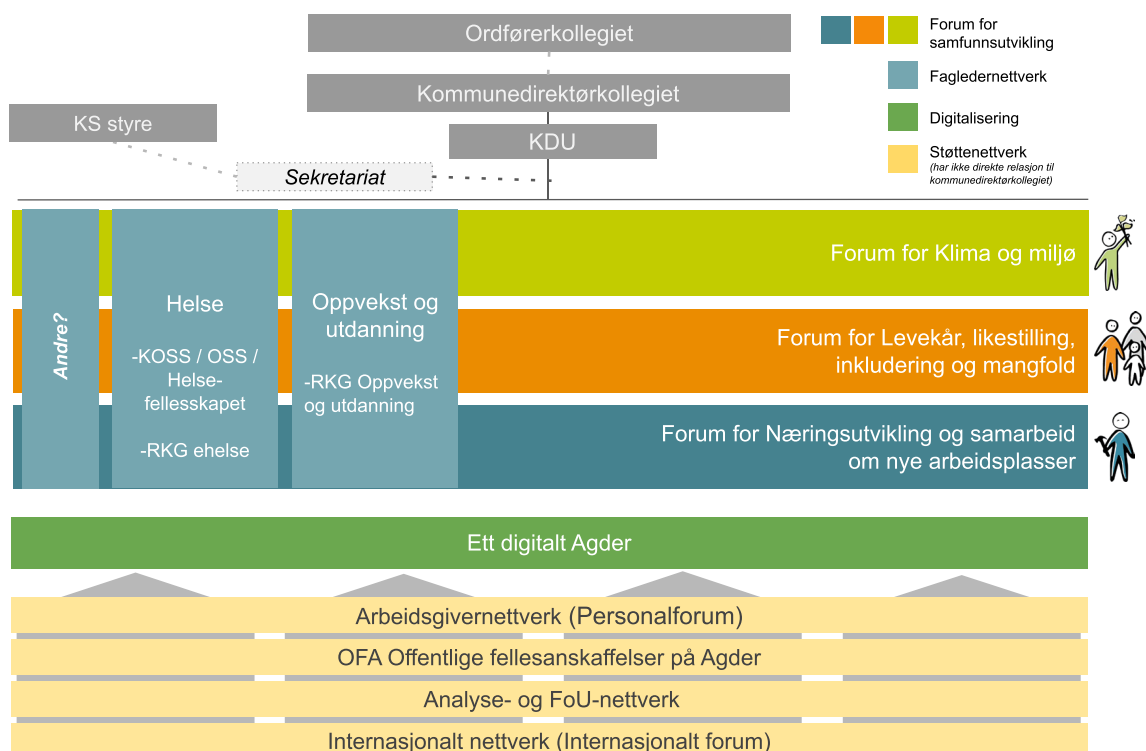 Ordførerkollegiet
Kommunedirektørkollegiet
KS styre
KDU
Sekretariat
Forum for
samfunnsutvikling
Fagledernettverk
Digitalisering
Støttenettverk
(har ikke direkte relasjon til
kommunedirektørkollegiet)
Andre?
Helse
-KOSS / OSS /
Helse-
fellesskapet
-RKG ehelse
Oppvekst og
utdanning
-RKG Oppvekst
og utdanning
Forum for Klima og miljø
Forum for Levekår, likestilling,
inkludering og mangfold
Forum for Næringsutvikling og samarbeid
om nye arbeidsplasser
Ett digitalt Agder
Arbeidsgivernettverk (Personalforum)
OFA Offentlige fellesanskaffelser på Agder
Analyse- og FoU-nettverk
Internasjonalt nettverk (Internasjonalt forum)